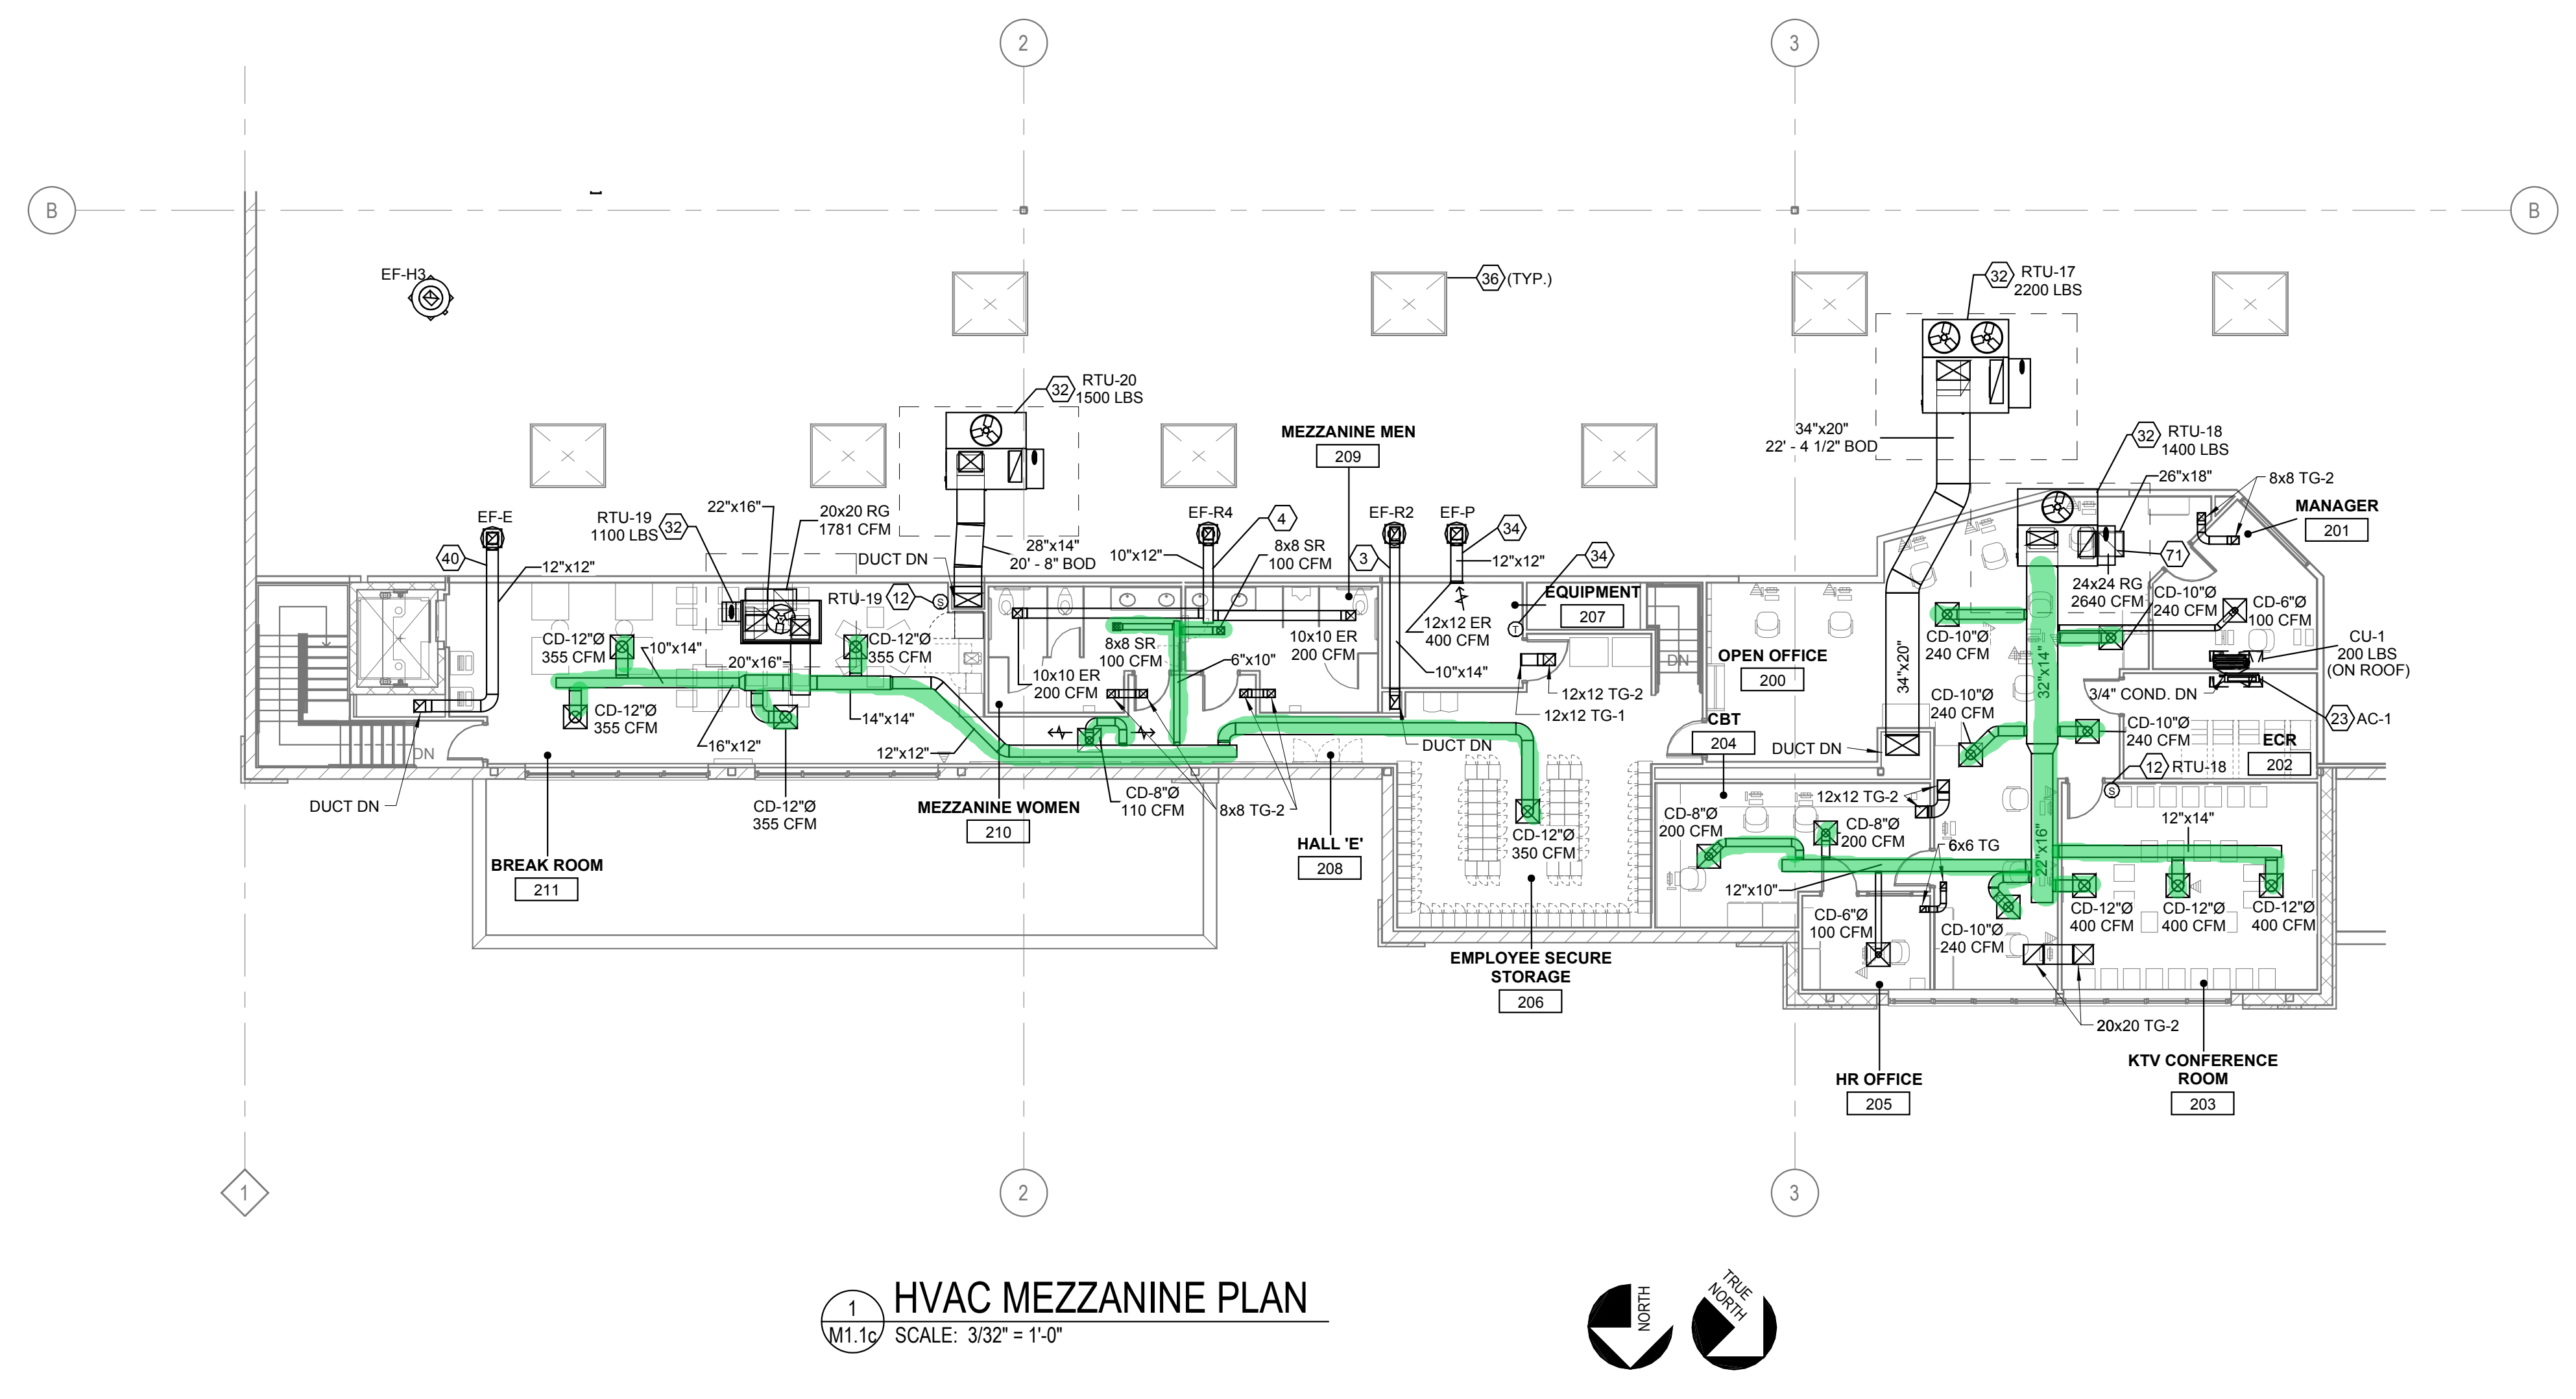 2
3
B
B
EF-H3
36 (TYP.)
32 RTU-17
2200 LBS
32 RTU-20
1500 LBS
34"x20"
22' - 4 1/2" BOD
32 RTU-18
1400 LBS
26"x18"
8x8 TG-2
MANAGER
201
MEZZANINE MEN
209
EF-E
40
12"x12"
RTU-19
1100 LBS
32
22"x16"
20x20 RG
1781 CFM
DUCT DN
28"x14"
20' - 8" BOD
RTU-19 12
S
EF-R4
4
10"x12"
8x8 SR
100 CFM
EF-R2
3
EF-P
34
12"x12"
34
EQUIPMENT
207
T
71
24x24 RG
2640 CFM
CD-10"Ø
240 CFM
CD-6"Ø
100 CFM
CU-1
200 LBS
(ON ROOF)
CD-12"Ø
355 CFM
10"x14"
20"x16"
CD-12"Ø
355 CFM
8x8 SR
100 CFM
10x10 ER
200 CFM
6"x10"
10x10 ER
200 CFM
12x12 ER
400 CFM
10"x14"
DN
OPEN OFFICE
200
34"x20"
CD-10"Ø
240 CFM
32"x14"
3/4" COND. DN
23 AC-1
CD-12"Ø
355 CFM
16"x12"
14"x14"
12"x12"
12x12 TG-2
12x12 TG-1
DUCT DN
CBT
204
DUCT DN
CD-10"Ø
240 CFM
CD-10"Ø
240 CFM
ECR
202
12 RTU-18
S
DN
DUCT DN
CD-12"Ø
355 CFM
MEZZANINE WOMEN
210
CD-8"Ø
110 CFM
8x8 TG-2
HALL 'E'
208
CD-12"Ø
350 CFM
CD-8"Ø
200 CFM
12x12 TG-2
CD-8"Ø
200 CFM
6x6 TG
22"x16"
12"x14"
BREAK ROOM
211
12"x10"
CD-6"Ø
100 CFM
CD-10"Ø
240 CFM
CD-12"Ø
400 CFM
CD-12"Ø
400 CFM
CD-12"Ø
400 CFM
EMPLOYEE SECURE
STORAGE
206
20x20 TG-2
HR OFFICE
205
KTV CONFERENCE
ROOM
203
1
2
3
1
M1.1c
HVAC MEZZANINE PLAN
SCALE: 3/32" = 1'-0"
NORTH
TRUE
NORTH